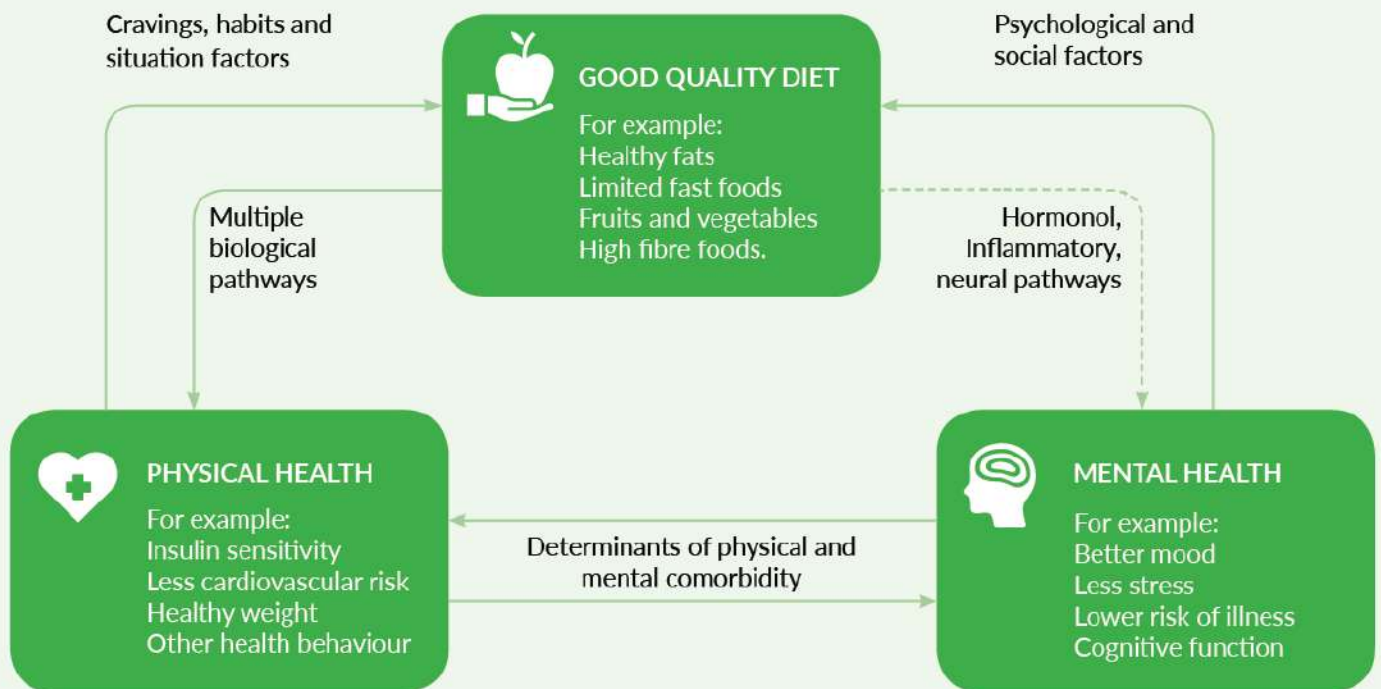 Cravings, habits and
situation factors
Psychological and
social factors
GOOD QUALITY DIET
For example:
Healthy fats
Limited fast foods
Fruits and vegetables
High fibre foods.
Multiple
biological
pathways
Hormonol,
Inflammatory,
neural pathways
PHYSICAL HEALTH
For example:
Insulin sensitivity
Less cardiovascular risk
Healthy weight
Other health behaviour
Determinants of physical and
mental comorbidity
MENTAL HEALTH
For example:
Better mood
Less stress
Lower risk of illness
Cognitive function